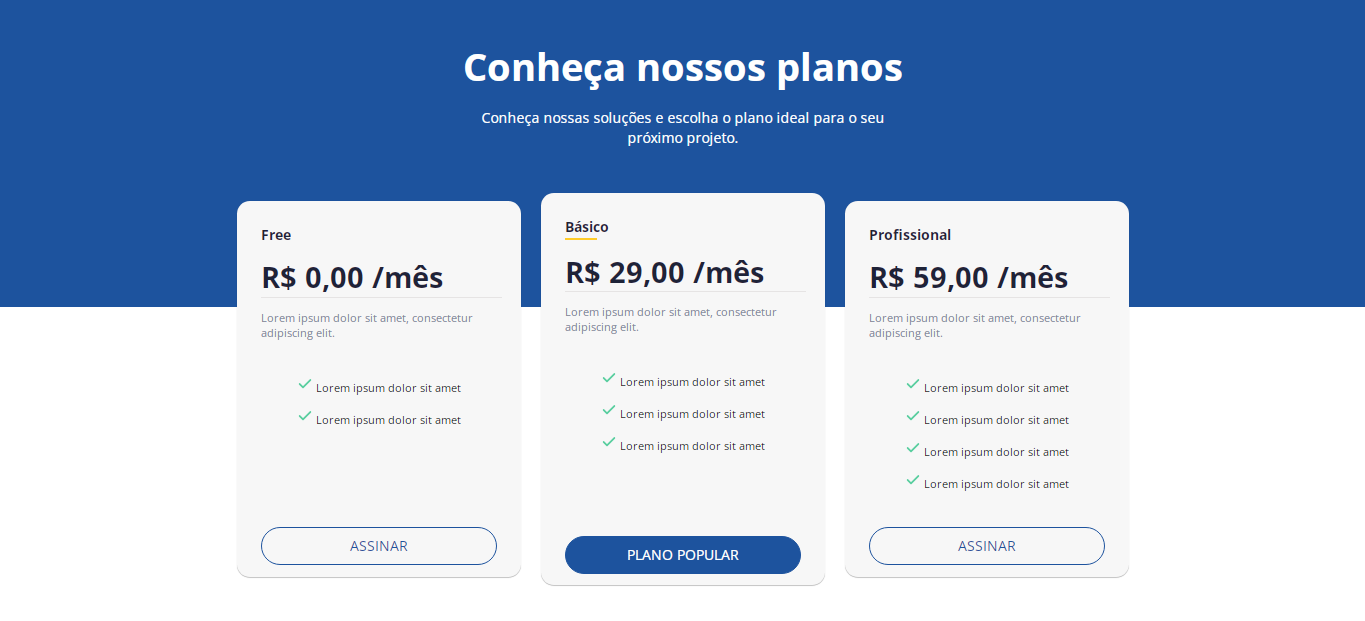 Conheça nossos planos
Conheça nossas soluções e escolha o plano ideal para o seu
próximo projeto.
Free
R$ 0,00 /mês
Lorem ipsum dolor sit amet, consectetur
adipiscing elit.
Lorem ipsum dolor sit amet
Lorem ipsum dolor sit amet
ASSINAR
Básico
R$ 29,00 /mês
Lorem ipsum dolor sit amet, consectetur
adipiscing elit.
Lorem ipsum dolor sit amet
Lorem ipsum dolor sit amet
Lorem ipsum dolor sit amet
PLANO POPULAR
Profissional
R$ 59,00 /mês
Lorem ipsum dolor sit amet, consectetur
adipiscing elit.
Lorem ipsum dolor sit amet
Lorem ipsum dolor sit amet
Lorem ipsum dolor sit amet
Lorem ipsum dolor sit amet
ASSINAR